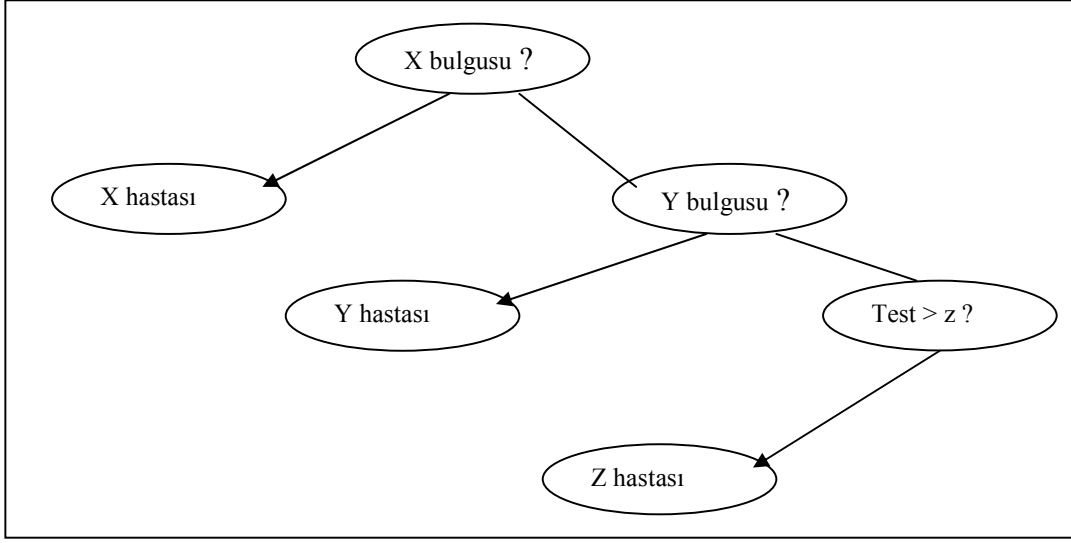 X bulgusu ?
X hastası
Y bulgusu ?
Y hastası
Test > z ?
Z hastası